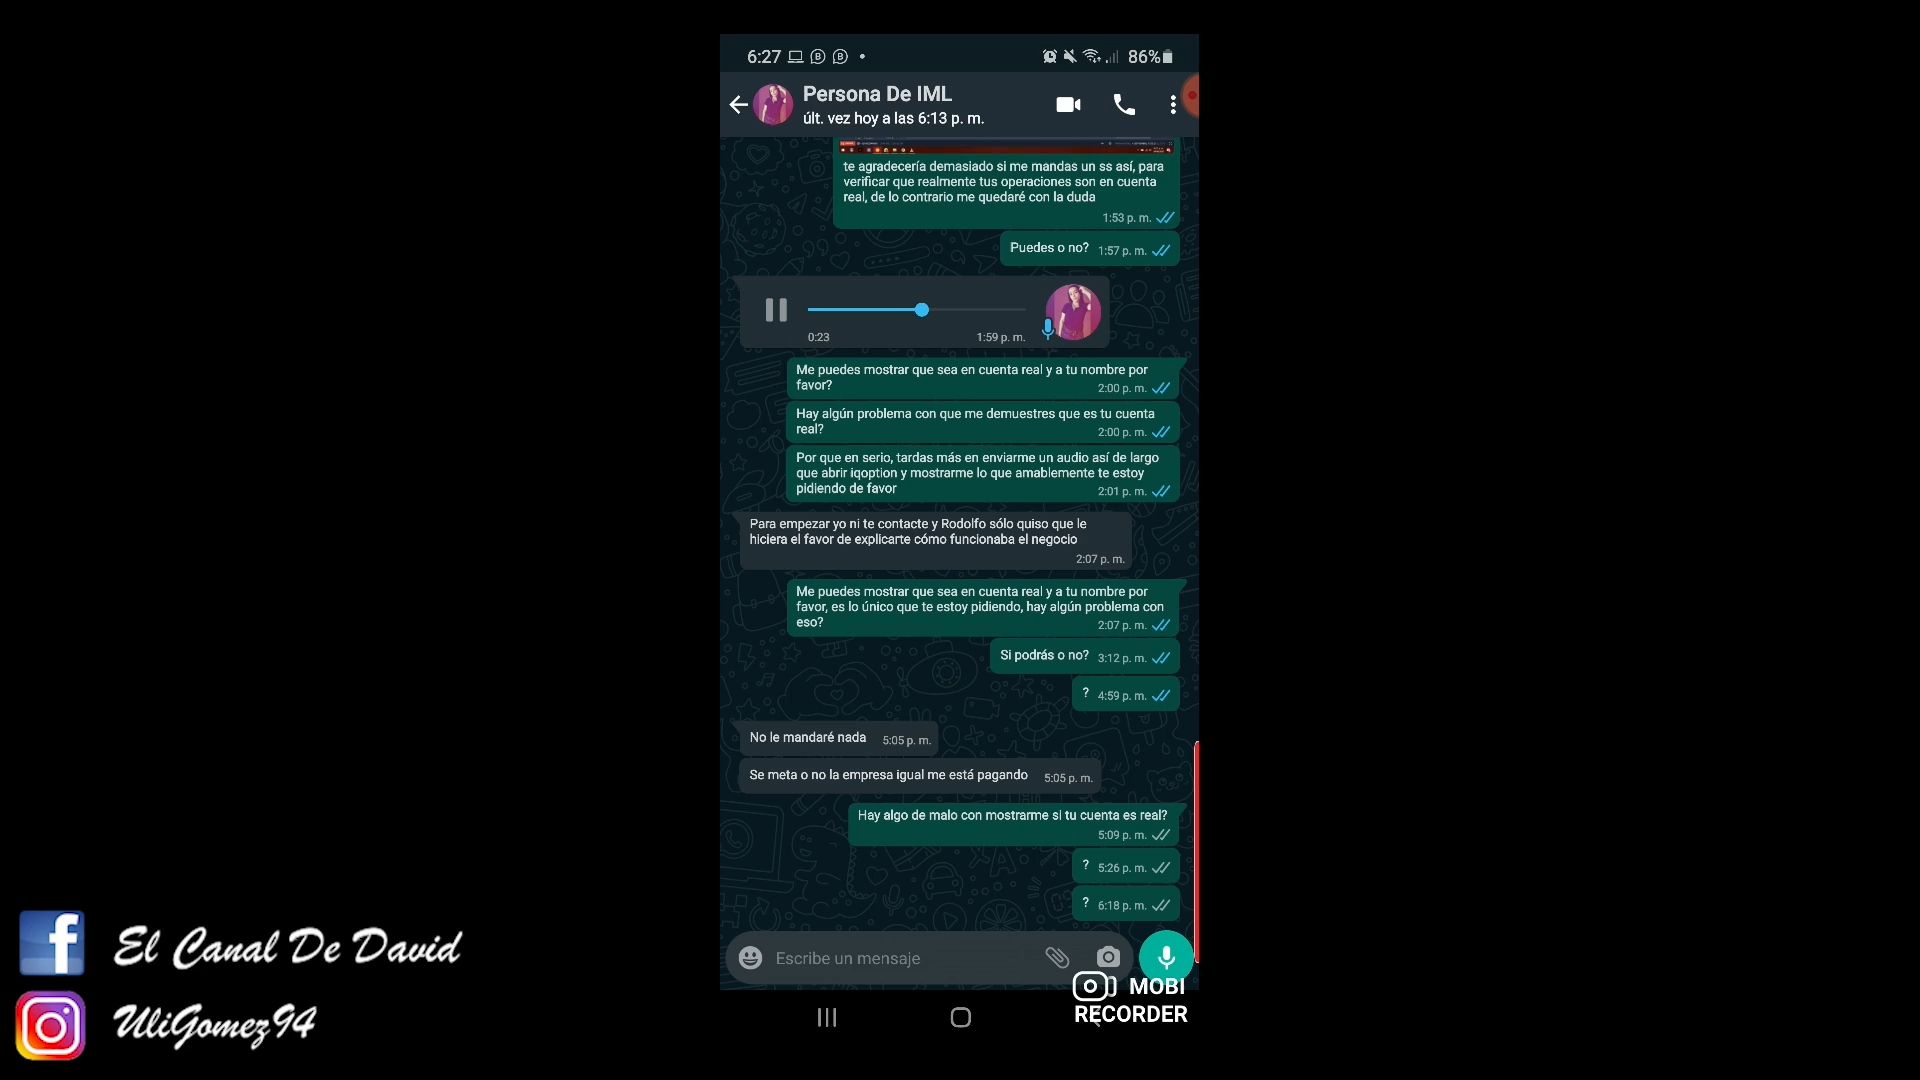 6:27
86%
Persona De IML
últ. vez hoy a las 6:13 p. m.
te agradecería demasiado si me mandas un ss así, para
verificar que realmente tus operaciones son en cuenta
real, de lo contrario me quedaré con la duda
1:53 p. m.
Puedes o no? 1:57 p. m.
0:23 1:59 p. m.
Me puedes mostrar que sea en cuenta real y a tu nombre por
favor? 2:00 p. m.
Hay algún problema con que me demuestres que es tu cuenta
real? 2:00 p. m.
Por que en serio, tardas más en enviarme un audio así de largo
que abrir iqoption y mostrarme lo que amablemente te estoy
pidiendo de favor 2:01 p. m.
Para empezar yo ni te contacte y Rodolfo sólo quiso que le
hiciera el favor de explicarte cómo funcionaba el negocio
2:07 p. m.
Me puedes mostrar que sea en cuenta real y a tu nombre por
favor, es lo único que te estoy pidiendo, hay algún problema con
eso? 2:07 p. m.
Si podrás o no? 3:12 p. m.
? 4:59 p. m.
No le mandaré nada 5:05 p. m.
Se meta o no la empresa igual me está pagando 5:05 p. m.
Hay algo de malo con mostrarme si tu cuenta es real?
5:09 p. m.
? 5:26 p. m.
? 6:18 p. m.
Escribe un mensaje
MOBI
RECORDER
El Canal De David
UliGomez94